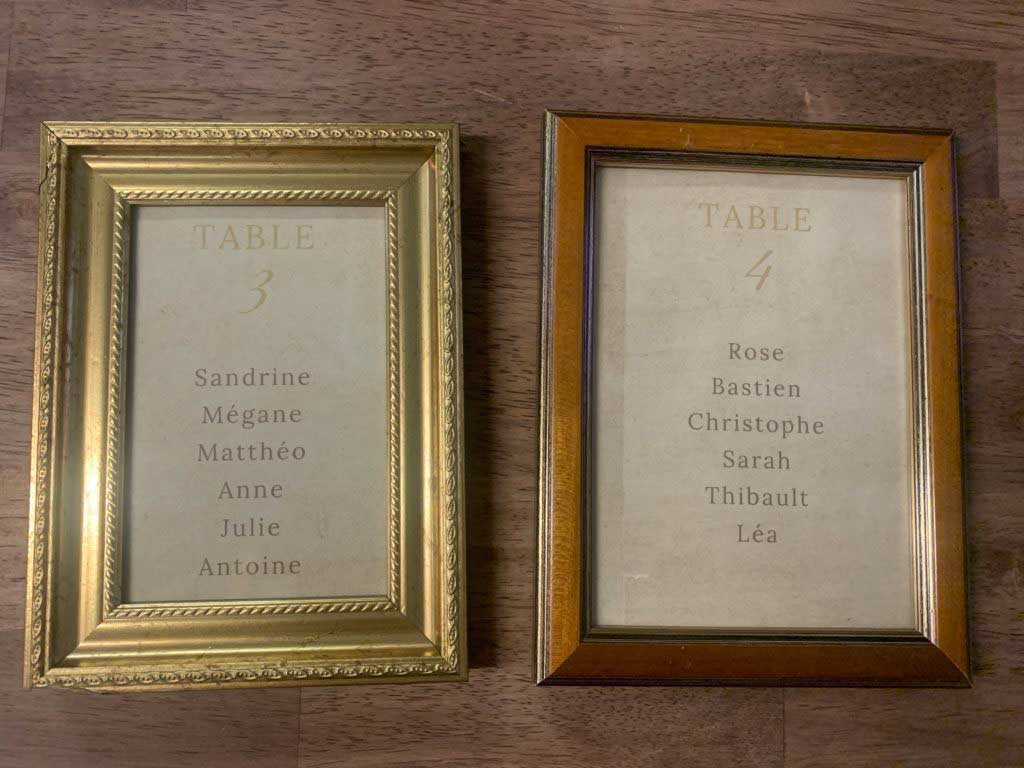 TABLE
3
Sandrine
Mégane
Matthéo
Anne
Julie
Antoine
TABLE
4
Rose
Bastien
Christophe
Sarah
Thibault
Léa